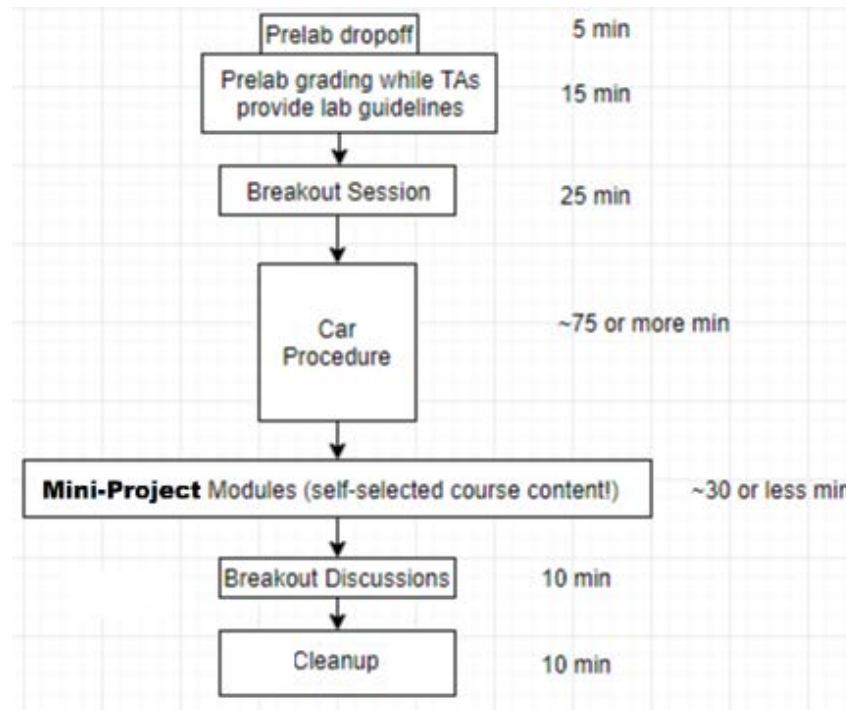 Prelab dropoff 5 min
Prelab grading while TAs
provide lab guidelines 15 min
Breakout Session 25 min
Car
Procedure ~75 or more min
Mini-Project Modules (self-selected course content!) ~30 or less min
Breakout Discussions 10 min
Cleanup 10 min